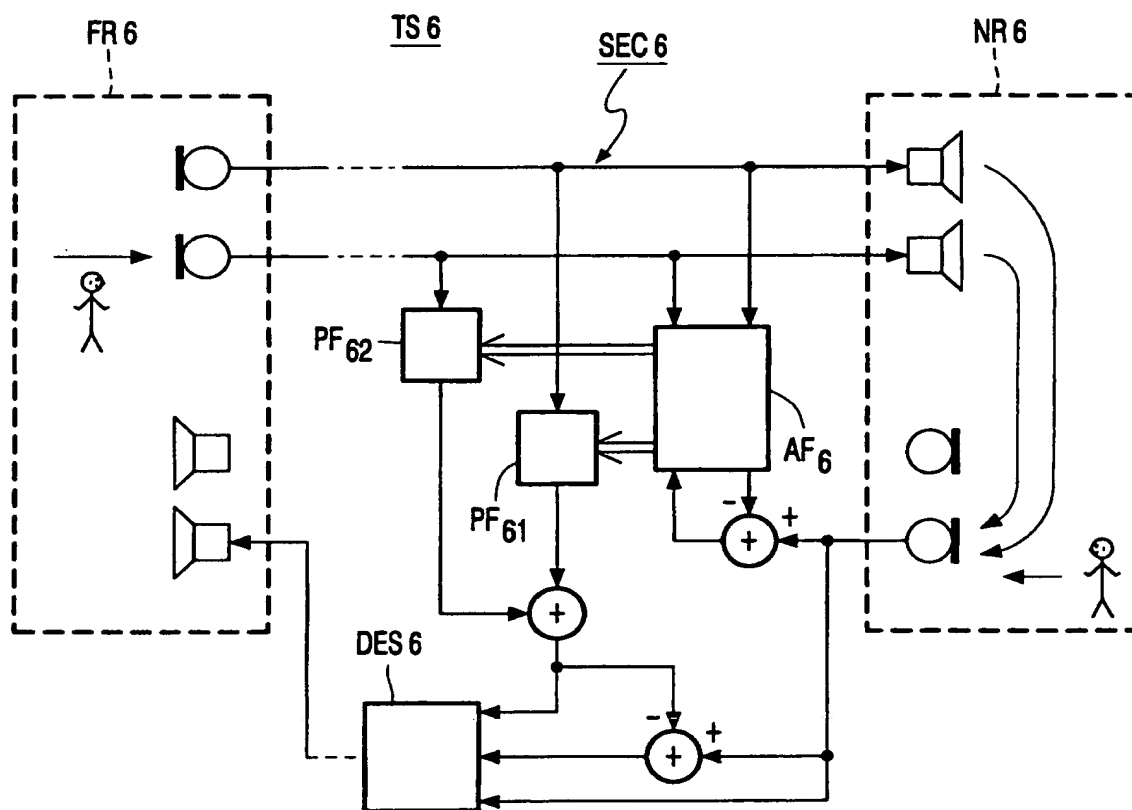 FR 6
TS 6
SEC 6
NR 6
PF62
AF6
PF61
-
+
+
+
DES 6
-
+
+